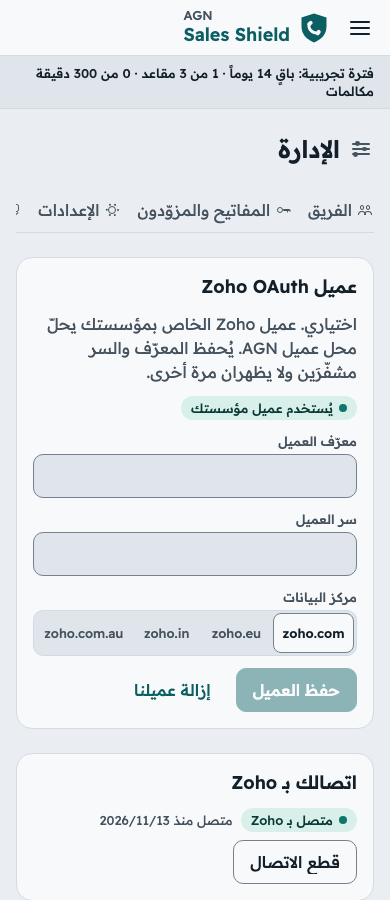 AGN
Sales Shield
فترة تجريبية: باقٍ 14 يوماً · 1 من 3 مقاعد · 0 من 300 دقيقة
مكالمات
الإدارة
الفريق
المفاتيح والمزوّدون
الإعدادات
عميل Zoho OAuth
اختياري. عميل Zoho الخاص بمؤسستك يحلّ
محل عميل AGN. يُحفظ المعرّف والسر
مشفّرَين ولا يظهران مرة أخرى.
يُستخدم عميل مؤسستك
معرّف العميل
سر العميل
مركز البيانات
zoho.com
zoho.eu
zoho.in
zoho.com.au
حفظ العميل
إزالة عميلنا
اتصالك بـ Zoho
متصل بـ Zoho
متصل منذ 2026/11/13
قطع الاتصال